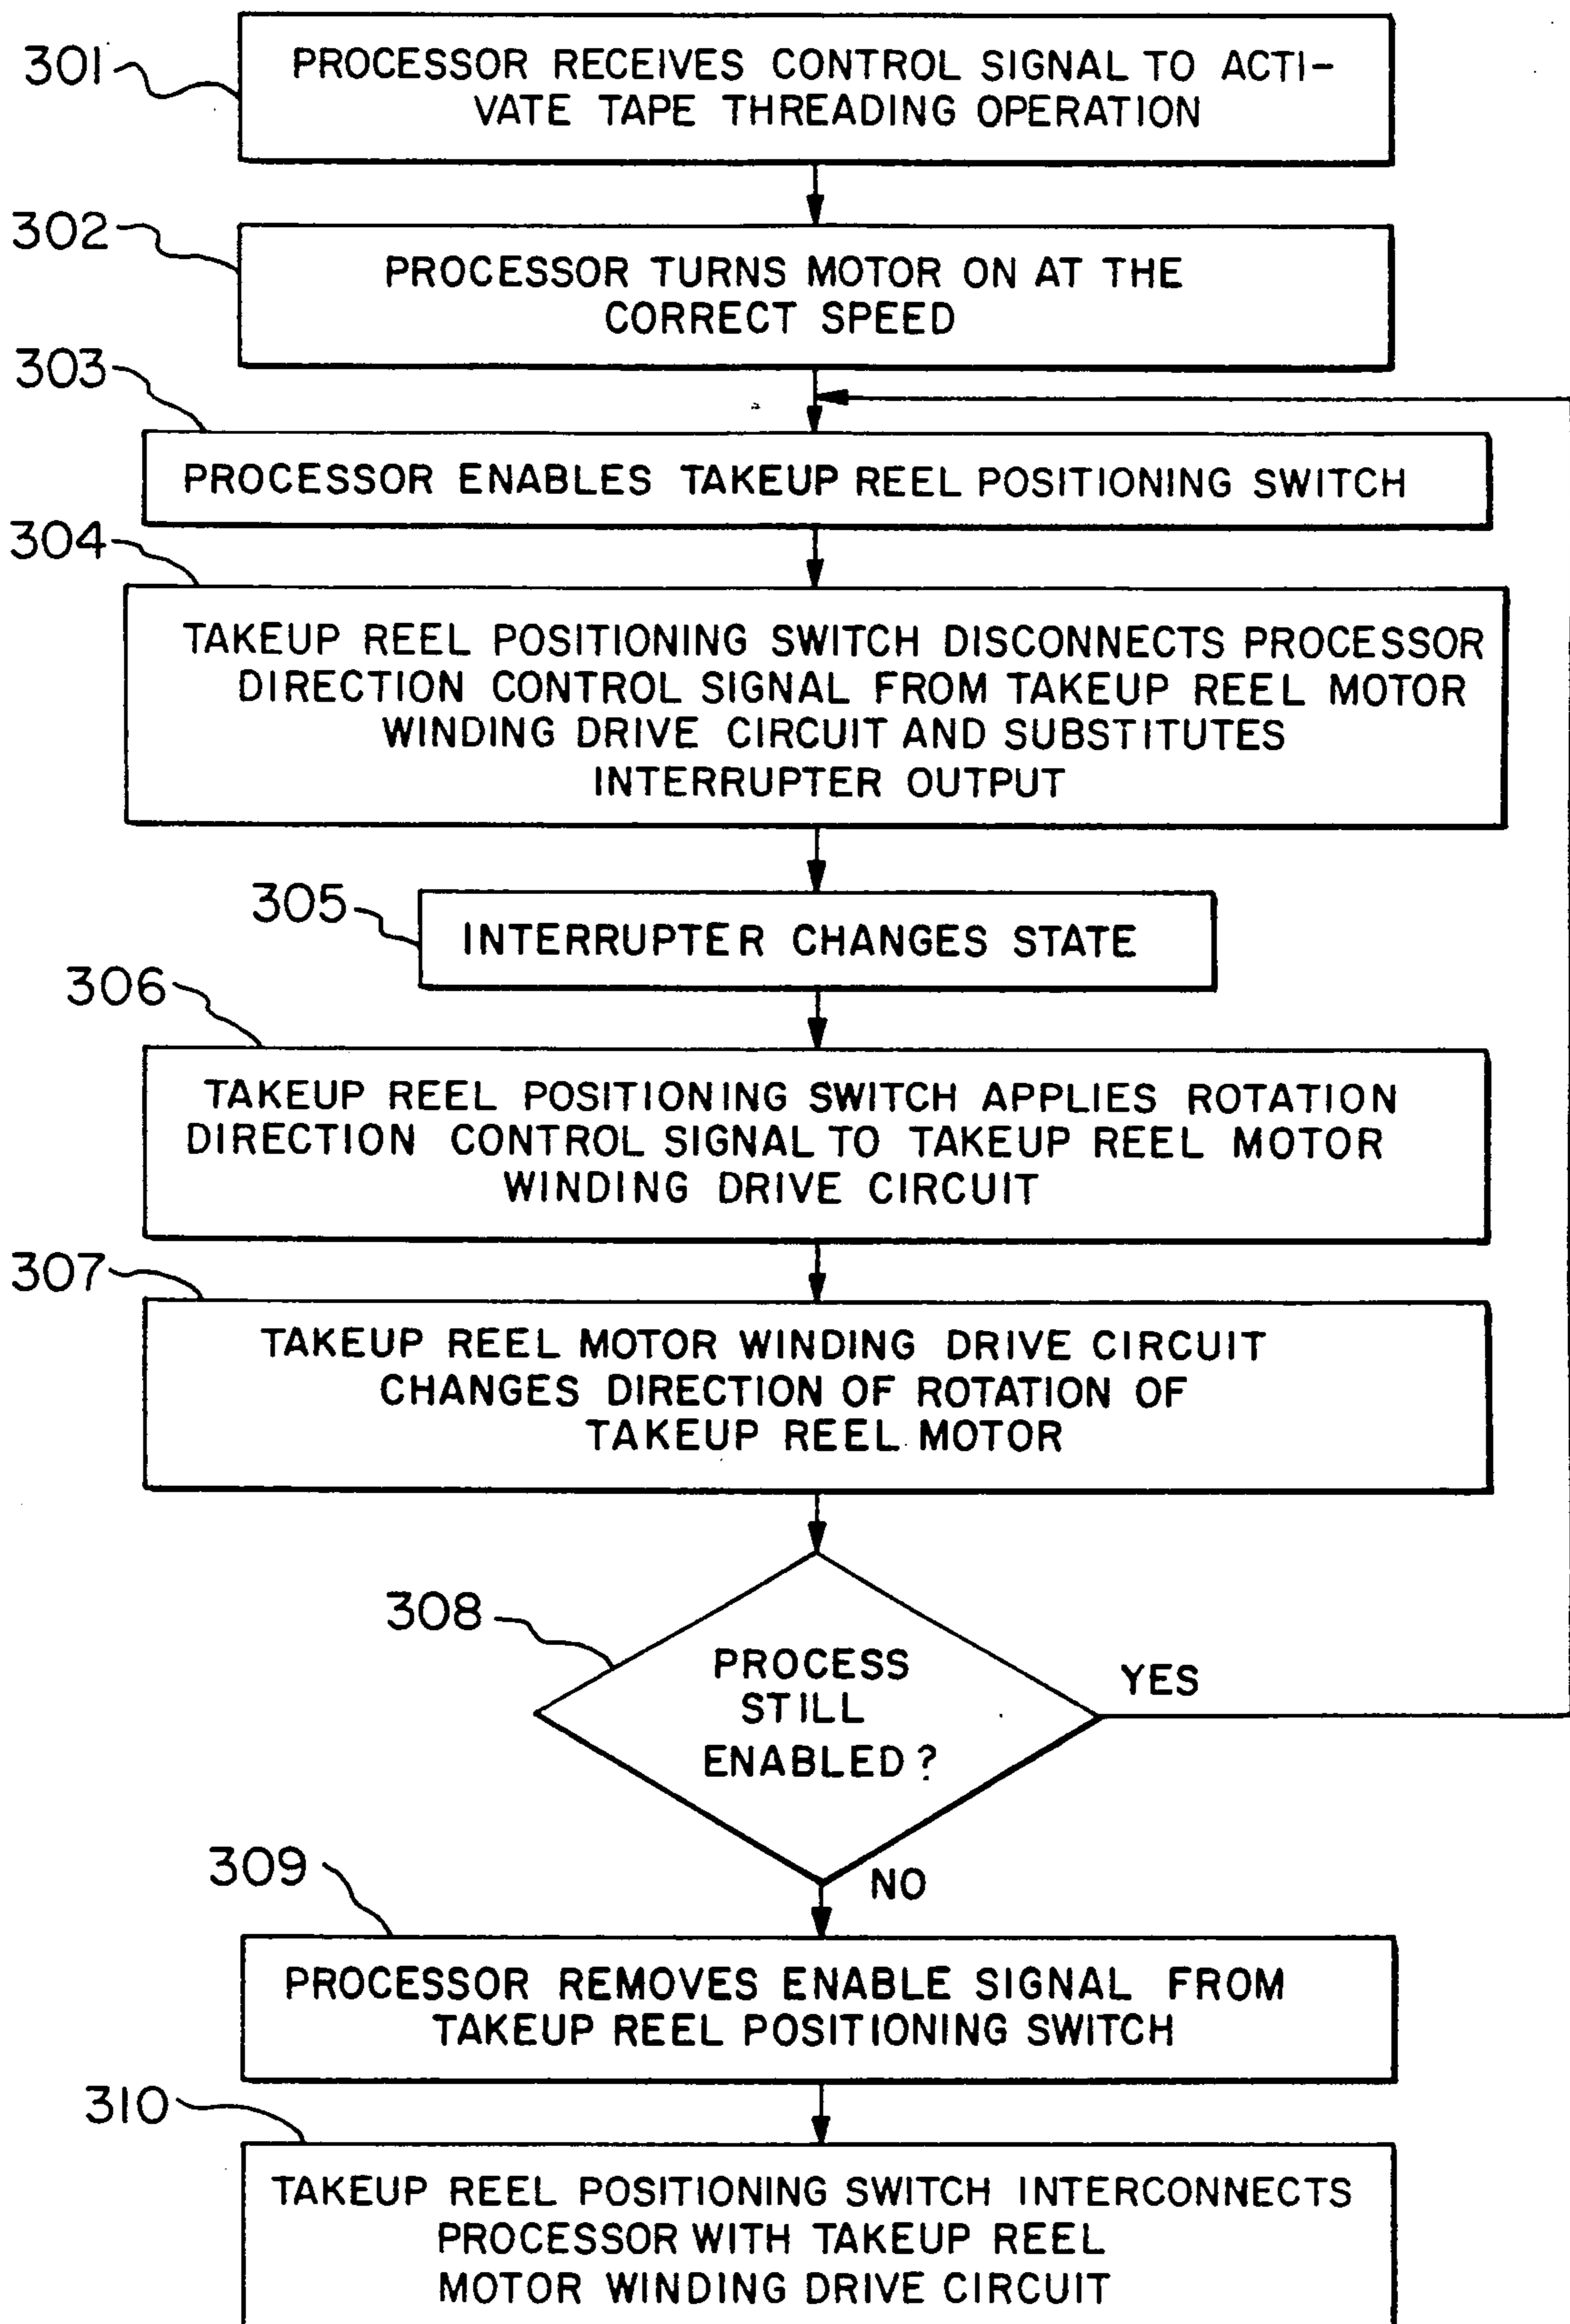 301
PROCESSOR RECEIVES CONTROL SIGNAL TO ACTI-
VATE TAPE THREADING OPERATION
302
PROCESSOR TURNS MOTOR ON AT THE
CORRECT SPEED
303
PROCESSOR ENABLES TAKEUP REEL POSITIONING SWITCH
304
TAKEUP REEL POSITIONING SWITCH DISCONNECTS PROCESSOR
DIRECTION CONTROL SIGNAL FROM TAKEUP REEL MOTOR
WINDING DRIVE CIRCUIT AND SUBSTITUTES
INTERRUPTER OUTPUT
305
INTERRUPTER CHANGES STATE
306
TAKEUP REEL POSITIONING SWITCH APPLIES ROTATION
DIRECTION CONTROL SIGNAL TO TAKEUP REEL MOTOR
WINDING DRIVE CIRCUIT
307
TAKEUP REEL MOTOR WINDING DRIVE CIRCUIT
CHANGES DIRECTION OF ROTATION OF
TAKEUP REEL MOTOR
308
PROCESS
STILL
ENABLED?
YES
NO
309
PROCESSOR REMOVES ENABLE SIGNAL FROM
TAKEUP REEL POSITIONING SWITCH
310
TAKEUP REEL POSITIONING SWITCH INTERCONNECTS
PROCESSOR WITH TAKEUP REEL
MOTOR WINDING DRIVE CIRCUIT